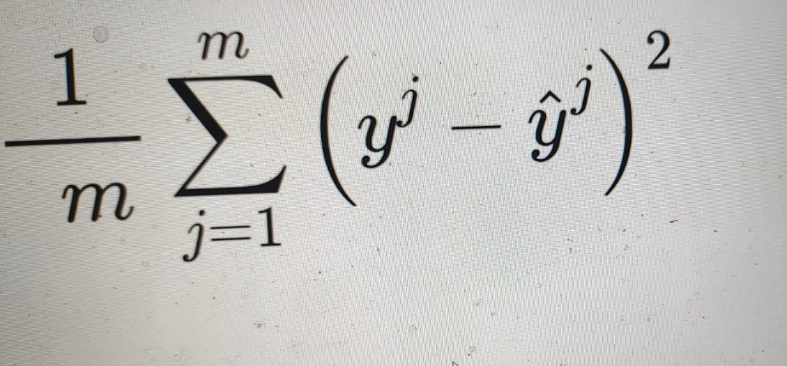 1/m ∑_{j=1}^{m} (y^j − ŷ^j)^2